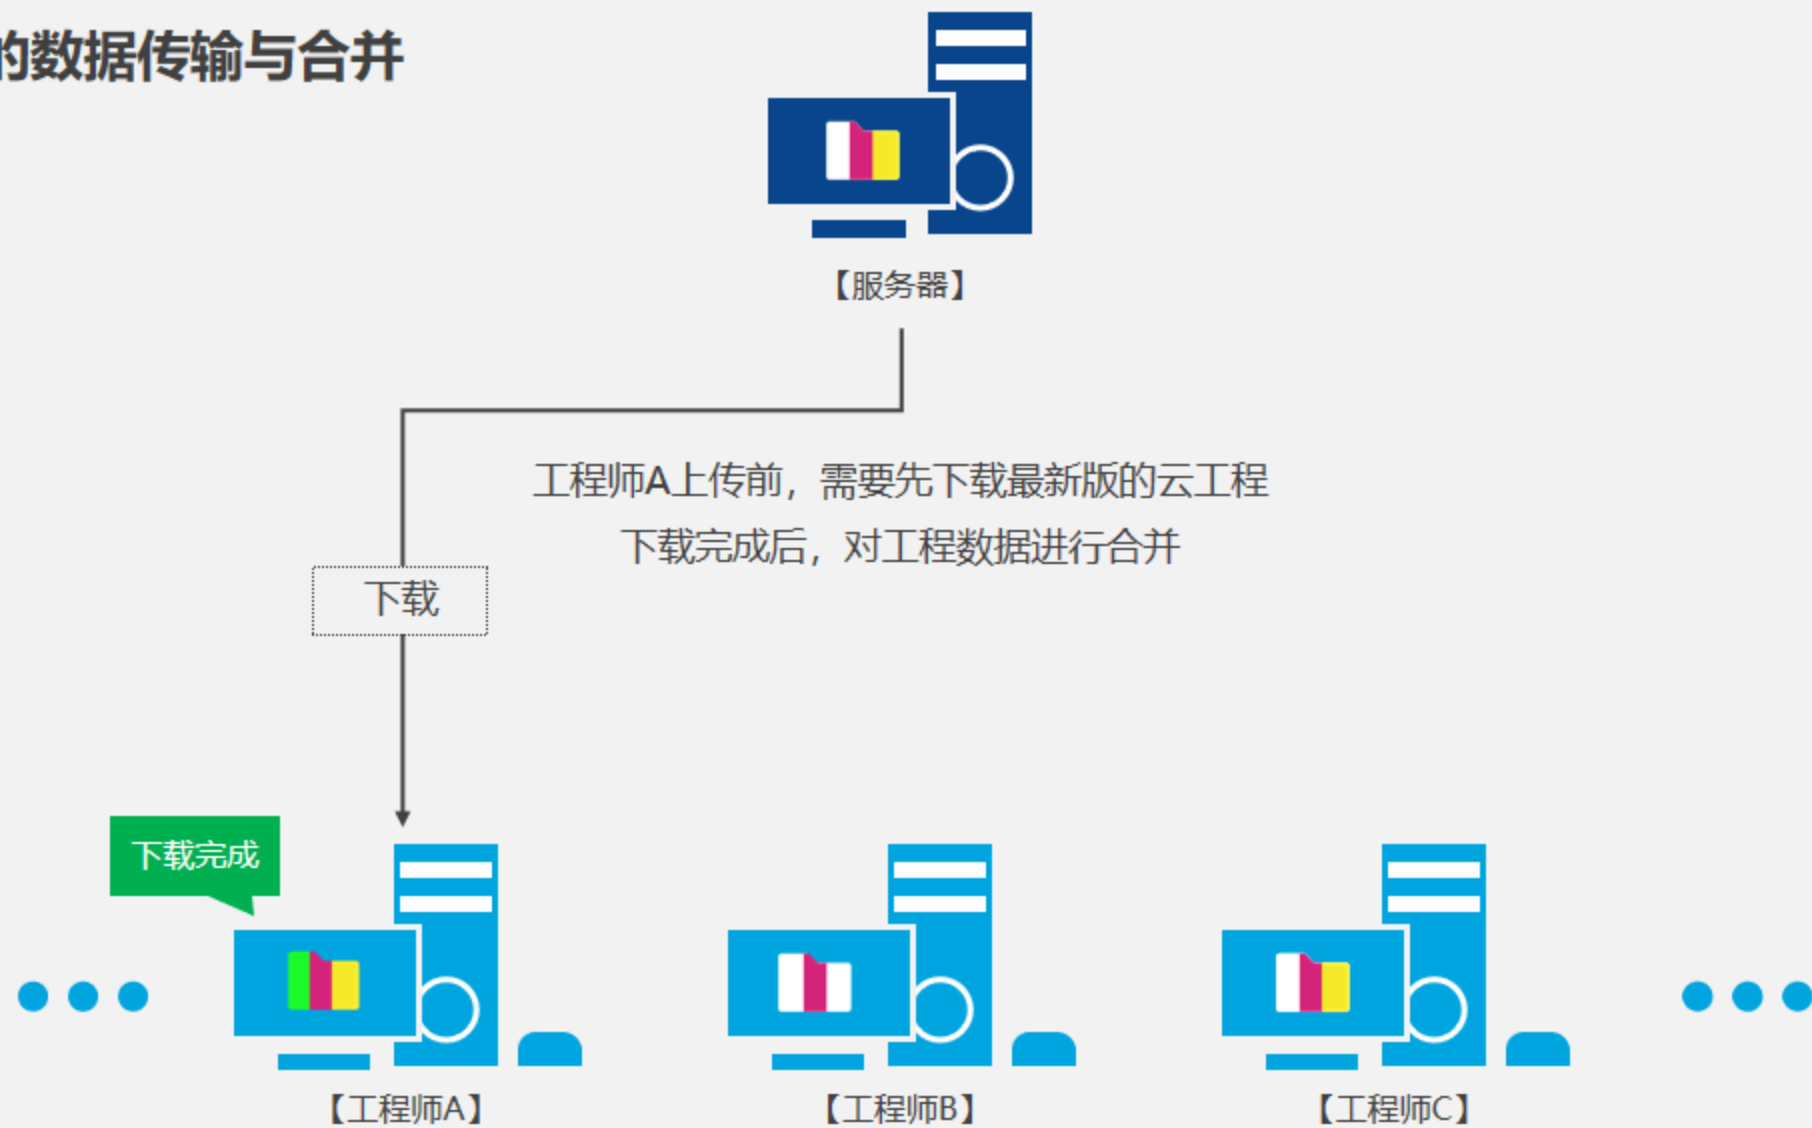 的数据传输与合并
【服务器】
工程师A上传前，需要先下载最新版的云工程
下载完成后，对工程数据进行合并
下载
下载完成
【工程师A】
【工程师B】
【工程师C】